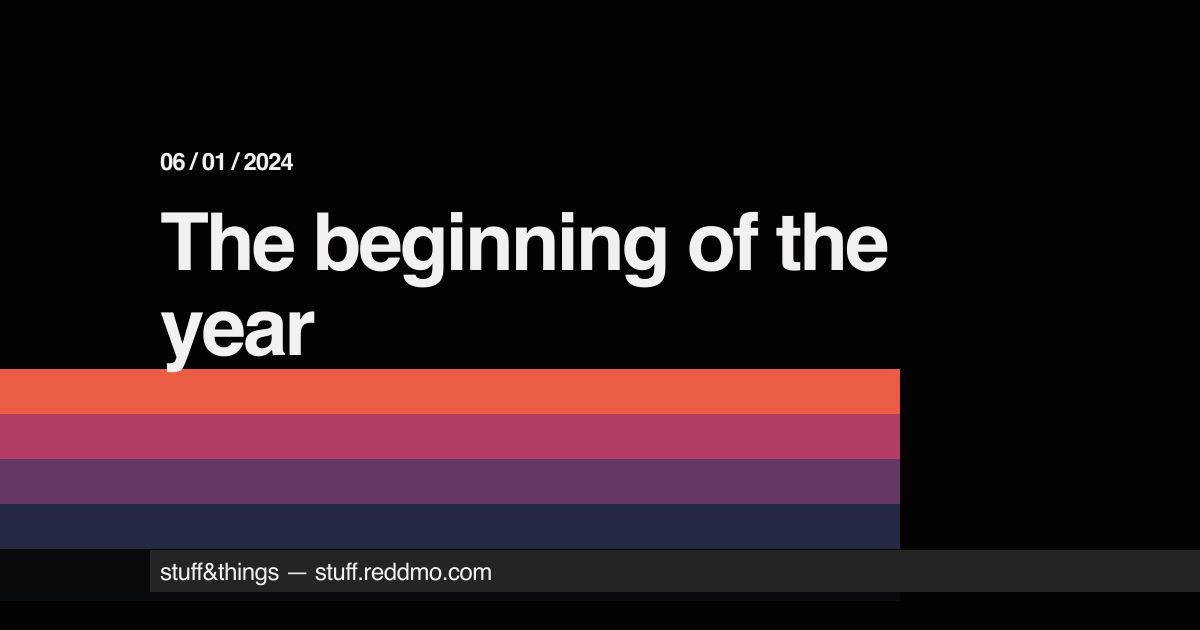 06 / 01 / 2024
The beginning of the
year
stuff&things — stuff.reddmo.com